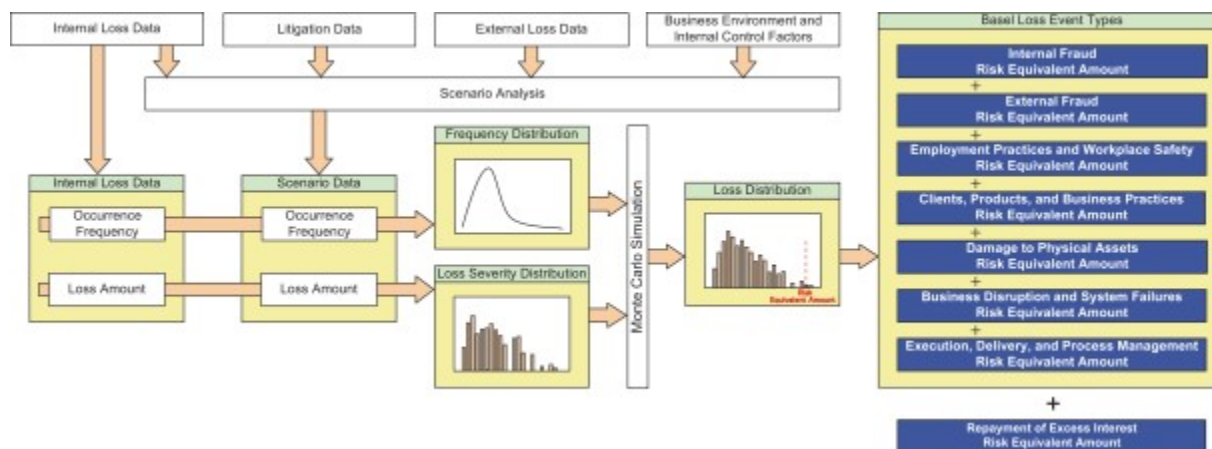 Internal Loss Data
Litigation Data
External Loss Data
Business Environment and
Internal Control Factors
Scenario Analysis
Internal Loss Data
Occurrence
Frequency
Loss Amount
Scenario Data
Occurrence
Frequency
Loss Amount
Frequency Distribution
Loss Severity Distribution
Monte Carlo Simulation
Loss Distribution
Risk
Equivalent Amount
Basel Loss Event Types
Internal Fraud
Risk Equivalent Amount
+
External Fraud
Risk Equivalent Amount
+
Employment Practices and Workplace Safety
Risk Equivalent Amount
+
Clients, Products, and Business Practices
Risk Equivalent Amount
+
Damage to Physical Assets
Risk Equivalent Amount
+
Business Disruption and System Failures
Risk Equivalent Amount
+
Execution, Delivery, and Process Management
Risk Equivalent Amount
+
Repayment of Excess Interest
Risk Equivalent Amount